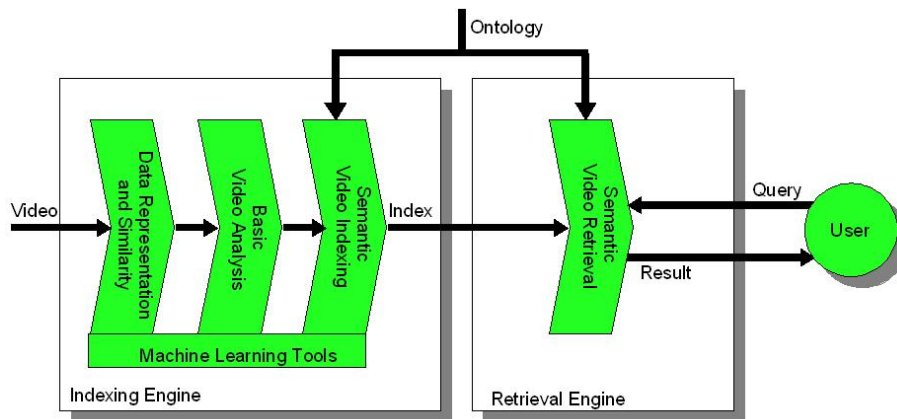 Ontology
Video
Data Representation
and Similarity
Basic
Video Analysis
Semantic
Video Indexing
Index
Semantic
Video Retrieval
Query
User
Result
Machine Learning Tools
Indexing Engine
Retrieval Engine